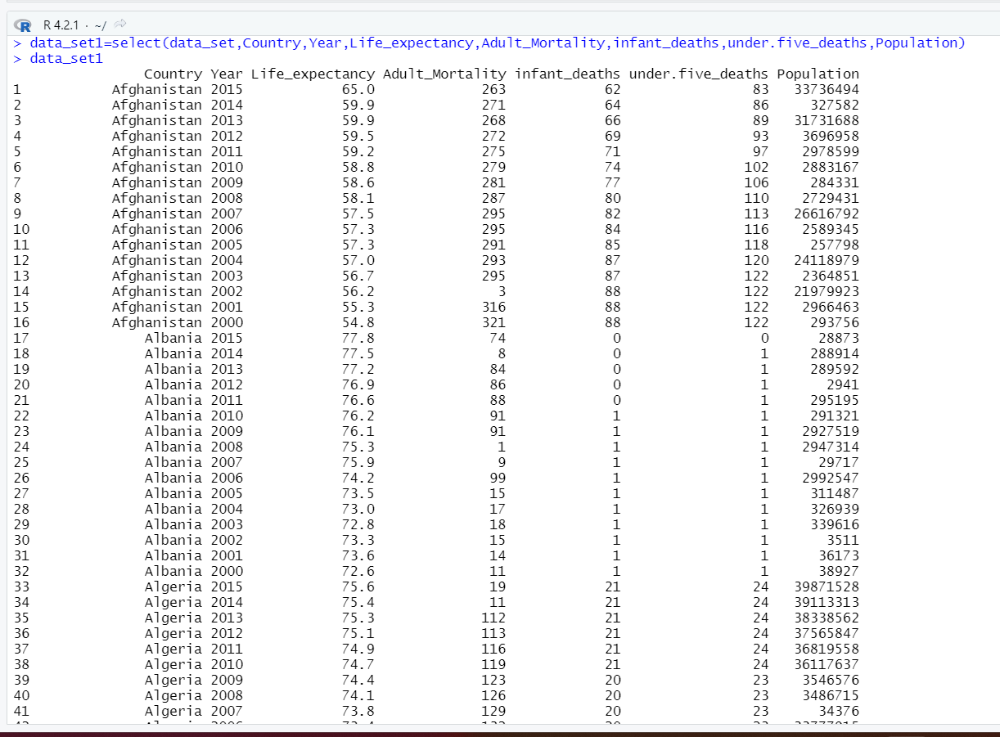 R 4.2.1 · ~/
> data_set1=select(data_set,Country,Year,Life_expectancy,Adult_Mortality,infant_deaths,under.five_deaths,Population)
> data_set1
Country Year Life_expectancy Adult_Mortality infant_deaths under.five_deaths Population
1 Afghanistan 2015 65.0 263 62 83 33736494
2 Afghanistan 2014 59.9 271 64 86 327582
3 Afghanistan 2013 59.9 268 66 89 31731688
4 Afghanistan 2012 59.5 272 69 93 3696958
5 Afghanistan 2011 59.2 275 71 97 2978599
6 Afghanistan 2010 58.8 279 74 102 2883167
7 Afghanistan 2009 58.6 281 77 106 284331
8 Afghanistan 2008 58.1 287 80 110 2729431
9 Afghanistan 2007 57.5 295 82 113 26616792
10 Afghanistan 2006 57.3 295 84 116 2589345
11 Afghanistan 2005 57.3 291 85 118 257798
12 Afghanistan 2004 57.0 293 87 120 24118979
13 Afghanistan 2003 56.7 295 87 122 2364851
14 Afghanistan 2002 56.2 3 88 122 21979923
15 Afghanistan 2001 55.3 316 88 122 2966463
16 Afghanistan 2000 54.8 321 88 122 293756
17 Albania 2015 77.8 74 0 0 28873
18 Albania 2014 77.5 8 0 1 288914
19 Albania 2013 77.2 84 0 1 289592
20 Albania 2012 76.9 86 0 1 2941
21 Albania 2011 76.6 88 0 1 295195
22 Albania 2010 76.2 91 1 1 291321
23 Albania 2009 76.1 91 1 1 2927519
24 Albania 2008 75.3 1 1 1 2947314
25 Albania 2007 75.9 9 1 1 29717
26 Albania 2006 74.2 99 1 1 2992547
27 Albania 2005 73.5 15 1 1 311487
28 Albania 2004 73.0 17 1 1 326939
29 Albania 2003 72.8 18 1 1 339616
30 Albania 2002 73.3 15 1 1 3511
31 Albania 2001 73.6 14 1 1 36173
32 Albania 2000 72.6 11 1 1 38927
33 Algeria 2015 75.6 19 21 24 39871528
34 Algeria 2014 75.4 11 21 24 39113313
35 Algeria 2013 75.3 112 21 24 38338562
36 Algeria 2012 75.1 113 21 24 37565847
37 Algeria 2011 74.9 116 21 24 36819558
38 Algeria 2010 74.7 119 21 24 36117637
39 Algeria 2009 74.4 123 20 23 3546576
40 Algeria 2008 74.1 126 20 23 3486715
41 Algeria 2007 73.8 129 20 23 34376